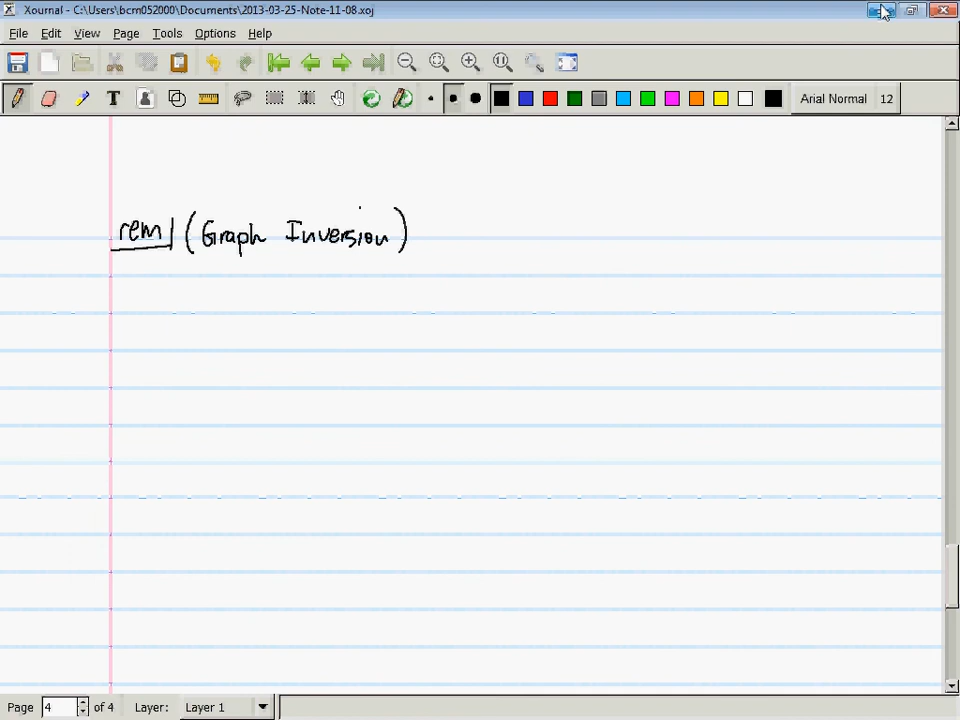 Xournal - C:\Users\bcm052000\Documents\2013-03-25-Note-11-08.xoj
File Edit View Page Tools Options Help
T Arial Normal 12
rem (Graph Inversion)
Page 4 of 4 Layer: Layer 1